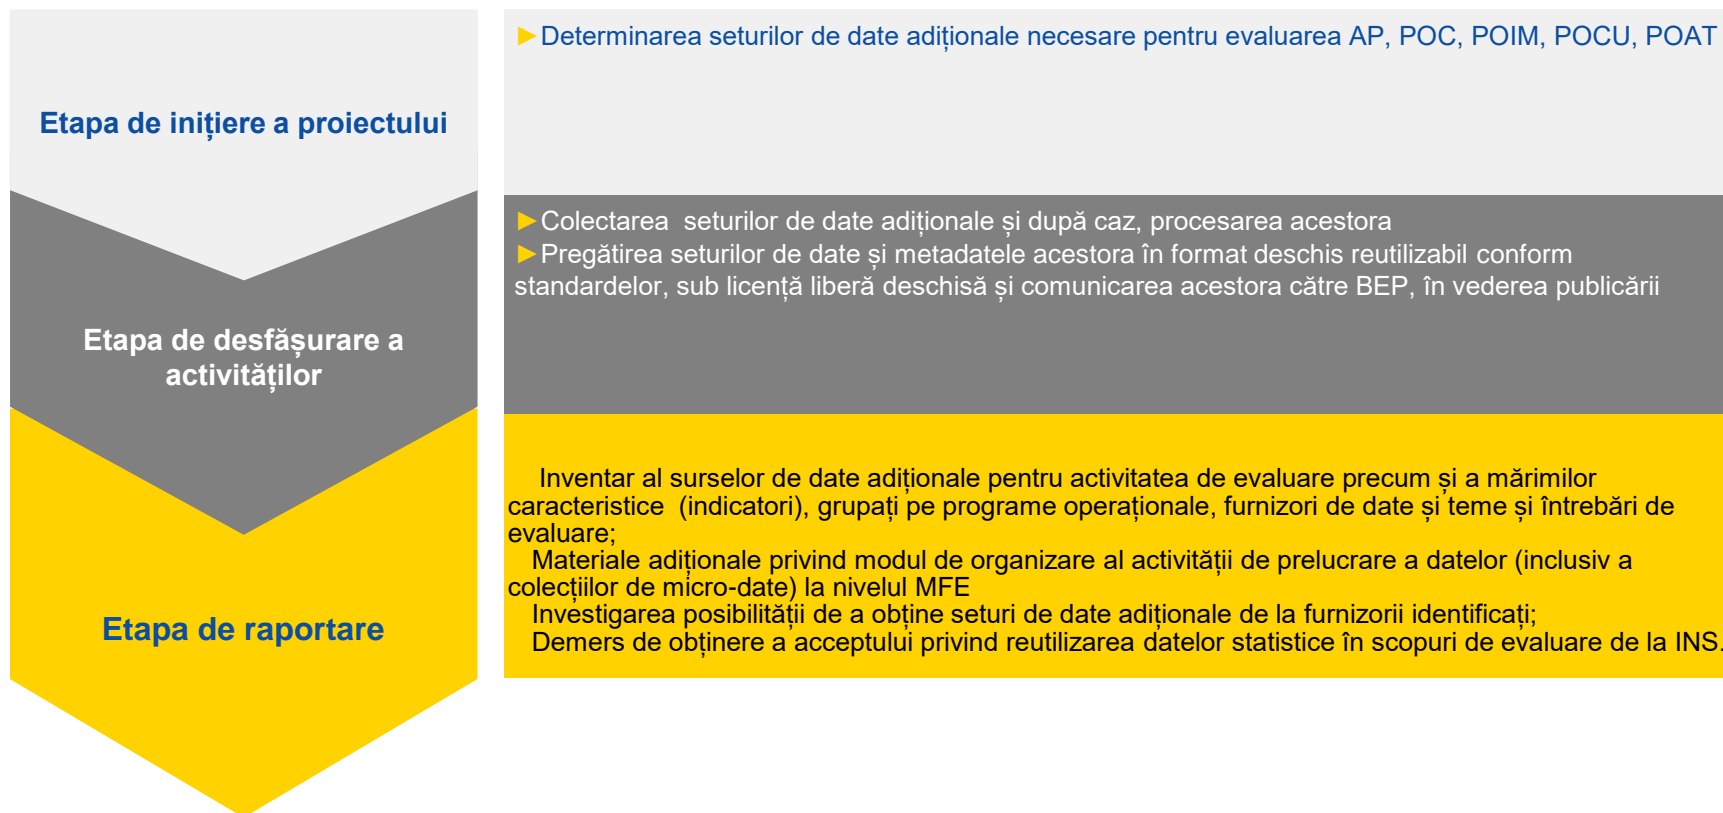 Etapa de inițiere a proiectului
►Determinarea seturilor de date adiționale necesare pentru evaluarea AP, POC, POIM, POCU, POAT
Etapa de desfășurare a
activităților
►Colectarea  seturilor de date adiționale și după caz, procesarea acestora
►Pregătirea seturilor de date și metadatele acestora în format deschis reutilizabil conform
standardelor, sub licență liberă deschisă și comunicarea acestora către BEP, în vederea publicării
Etapa de raportare
Inventar al surselor de date adiționale pentru activitatea de evaluare precum și a mărimilor
caracteristice  (indicatori), grupați pe programe operaționale, furnizori de date și teme și întrebări de
evaluare;
Materiale adiționale privind modul de organizare al activității de prelucrare a datelor (inclusiv a
colecțiilor de micro-date) la nivelul MFE
Investigarea posibilității de a obține seturi de date adiționale de la furnizorii identificați;
Demers de obținere a acceptului privind reutilizarea datelor statistice în scopuri de evaluare de la INS.